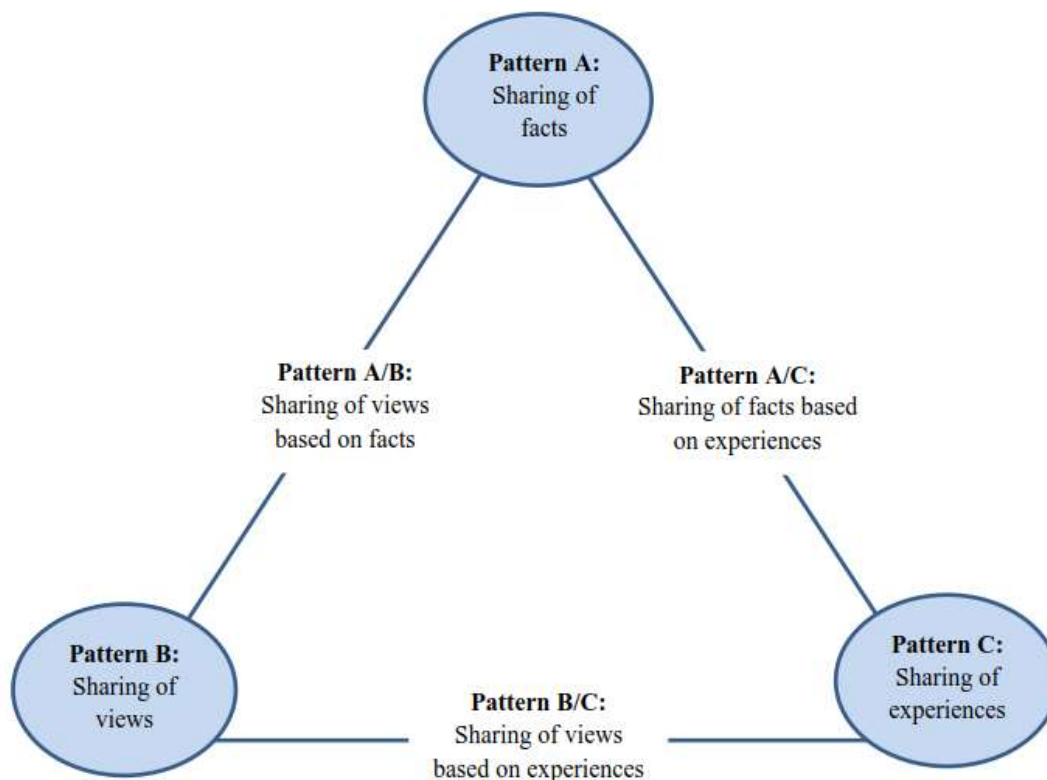 Pattern A:
Sharing of
facts
Pattern A/B:
Sharing of views
based on facts
Pattern A/C:
Sharing of facts based
on experiences
Pattern B:
Sharing of
views
Pattern B/C:
Sharing of views
based on experiences
Pattern C:
Sharing of
experiences